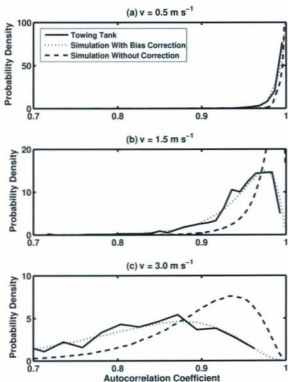 (a) v = 0.5 m s⁻¹
Probability Density
100
50
0
Towing Tank
Simulation With Bias Correction
Simulation Without Correction
0.7 0.8 0.9 1
(b) v = 1.5 m s⁻¹
Probability Density
20
10
0
0.7 0.8 0.9 1
(c) v = 3.0 m s⁻¹
Probability Density
10
5
0
0.7 0.8 0.9 1
Autocorrelation Coefficient